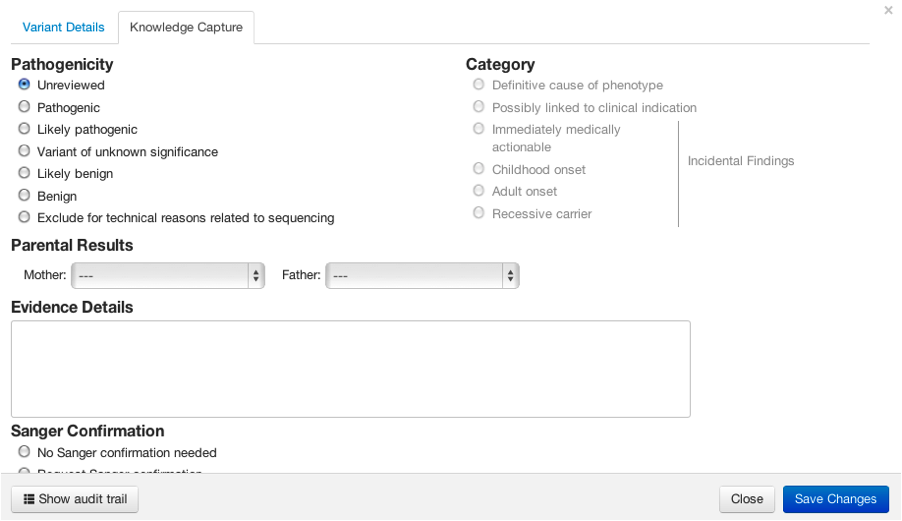 ×
Variant Details
Knowledge Capture
Pathogenicity
Unreviewed
Pathogenic
Likely pathogenic
Variant of unknown significance
Likely benign
Benign
Exclude for technical reasons related to sequencing
Category
Definitive cause of phenotype
Possibly linked to clinical indication
Immediately medically
actionable
Childhood onset
Adult onset
Recessive carrier
Incidental Findings
Parental Results
Mother: ---
Father: ---
Evidence Details
Sanger Confirmation
No Sanger confirmation needed
Request Sanger confirmation
Show audit trail
Close
Save Changes